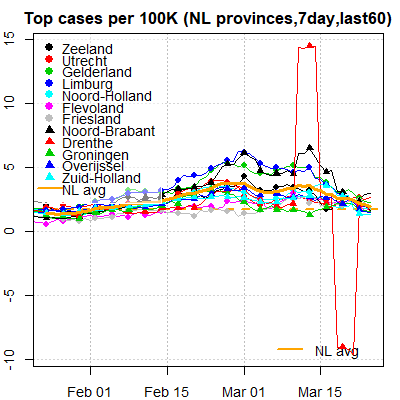 Top cases per 100K (NL provinces,7day,last60)
15
10
5
0
-5
-10
Zeeland
Utrecht
Gelderland
Limburg
Noord-Holland
Flevoland
Friesland
Noord-Brabant
Drenthe
Groningen
Overijssel
Zuid-Holland
NL avg
NL avg
Feb 01
Feb 15
Mar 01
Mar 15